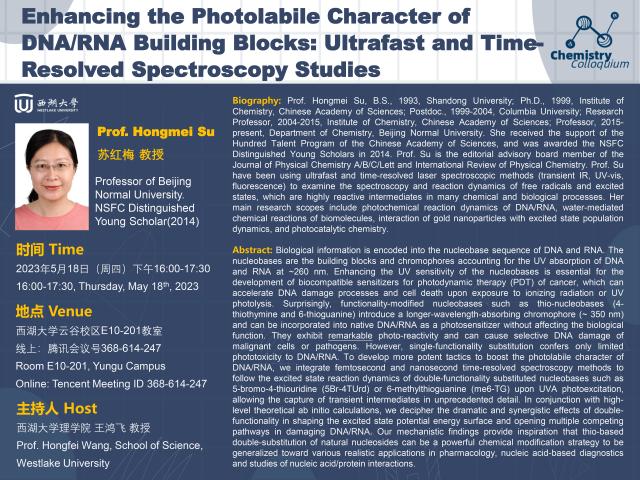 Enhancing the Photolabile Character of
DNA/RNA Building Blocks: Ultrafast and Time-
Resolved Spectroscopy Studies
Chemistry
Colloquium
西湖大学
WESTLAKE UNIVERSITY
Prof. Hongmei Su
苏红梅 教授
Professor of Beijing
Normal University.
NSFC Distinguished
Young Scholar(2014)
时间 Time
2023年5月18日（周四）下午16:00-17:30
16:00-17:30, Thursday, May 18th, 2023
地点 Venue
西湖大学云谷校区E10-201教室
线上：腾讯会议号368-614-247
Room E10-201, Yungu Campus
Online: Tencent Meeting ID 368-614-247
主持人 Host
西湖大学理学院 王鸿飞 教授
Prof. Hongfei Wang, School of Science,
Westlake University
Biography: Prof. Hongmei Su, B.S., 1993, Shandong University; Ph.D., 1999, Institute of
Chemistry, Chinese Academy of Sciences; Postdoc., 1999-2004, Columbia University; Research
Professor, 2004-2015, Institute of Chemistry, Chinese Academy of Sciences; Professor, 2015-
present, Department of Chemistry, Beijing Normal University. She received the support of the
Hundred Talent Program of the Chinese Academy of Sciences, and was awarded the NSFC
Distinguished Young Scholars in 2014. Prof. Su is the editorial advisory board member of the
Journal of Physical Chemistry A/B/C/Lett and International Review of Physical Chemistry. Prof. Su
have been using ultrafast and time-resolved laser spectroscopic methods (transient IR, UV-vis,
fluorescence) to examine the spectroscopy and reaction dynamics of free radicals and excited
states, which are highly reactive intermediates in many chemical and biological processes. Her
main research scopes include photochemical reaction dynamics of DNA/RNA, water-mediated
chemical reactions of biomolecules, interaction of gold nanoparticles with excited state population
dynamics, and photocatalytic chemistry.
Abstract: Biological information is encoded into the nucleobase sequence of DNA and RNA. The
nucleobases are the building blocks and chromophores accounting for the UV absorption of DNA
and RNA at ~260 nm. Enhancing the UV sensitivity of the nucleobases is essential for the
development of biocompatible sensitizers for photodynamic therapy (PDT) of cancer, which can
accelerate DNA damage processes and cell death upon exposure to ionizing radiation or UV
photolysis. Surprisingly, functionality-modified nucleobases such as thio-nucleobases (4-
thiothymine and 6-thioguanine) introduce a longer-wavelength-absorbing chromophore (~ 350 nm)
and can be incorporated into native DNA/RNA as a photosensitizer without affecting the biological
function. They exhibit remarkable photo-reactivity and can cause selective DNA damage of
malignant cells or pathogens. However, single-functionality substitution confers only limited
phototoxicity to DNA/RNA. To develop more potent tactics to boost the photolabile character of
DNA/RNA, we integrate femtosecond and nanosecond time-resolved spectroscopy methods to
follow the excited state reaction dynamics of double-functionality substituted nucleobases such as
5-bromo-4-thiouridine (5Br-4TUrd) or 6-methylthioguanine (me6-TG) upon UVA photoexcitation,
allowing the capture of transient intermediates in unprecedented detail. In conjunction with high-
level theoretical ab initio calculations, we decipher the dramatic and synergistic effects of double-
functionality in shaping the excited state potential energy surface and opening multiple competing
pathways in damaging DNA/RNA. Our mechanistic findings provide inspiration that thio-based
double-substitution of natural nucleosides can be a powerful chemical modification strategy to be
generalized toward various realistic applications in pharmacology, nucleic acid-based diagnostics
and studies of nucleic acid/protein interactions.